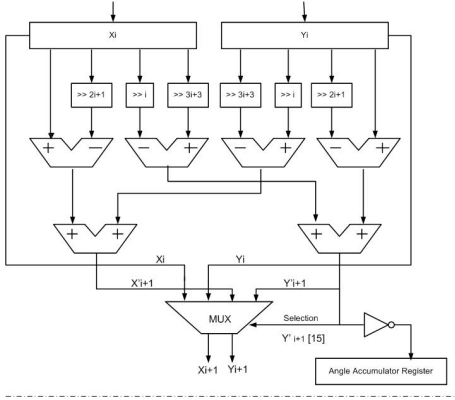 Xi Yi
>> 2i+1 >> i >> 3i+3 >> 3i+3 >> i >> 2i+1
+ − − + + − − +
+ + + +
Xi Yi
X'i+1 Y'i+1
MUX
Selection
Y' i+1 [15]
Xi+1 Yi+1
Angle Accumulator Register